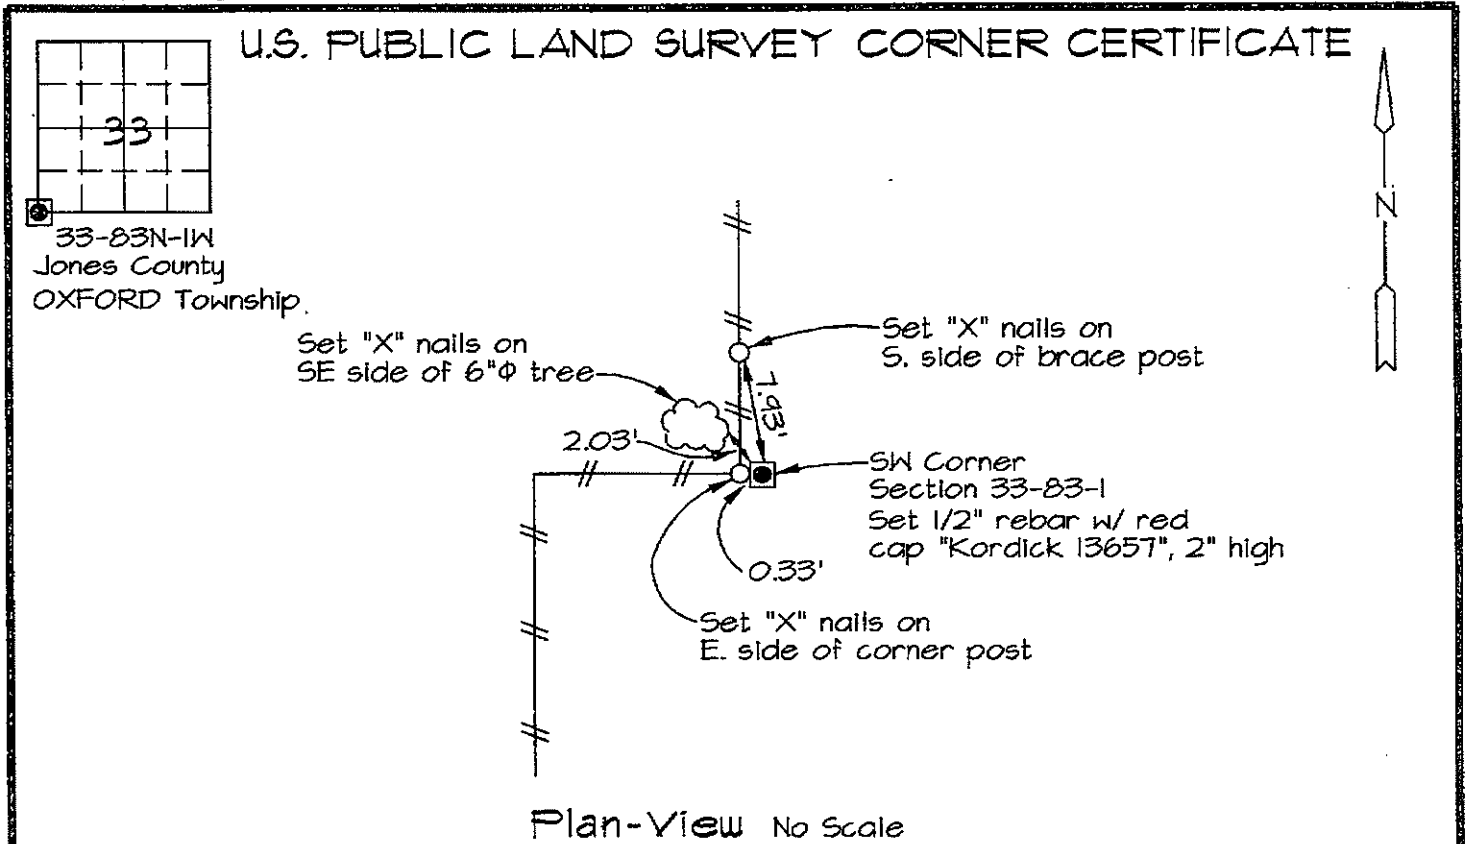 U.S. PUBLIC LAND SURVEY CORNER CERTIFICATE
33
33-83N-1W
Jones County
OXFORD Township.
N
Set "X" nails on
SE side of 6"Φ tree
Set "X" nails on
S. side of brace post
7.93'
2.03'
SW Corner
Section 33-83-1
Set 1/2" rebar w/ red
cap "Kordick 13657", 2" high
0.33'
Set "X" nails on
E. side of corner post
Plan-View No Scale